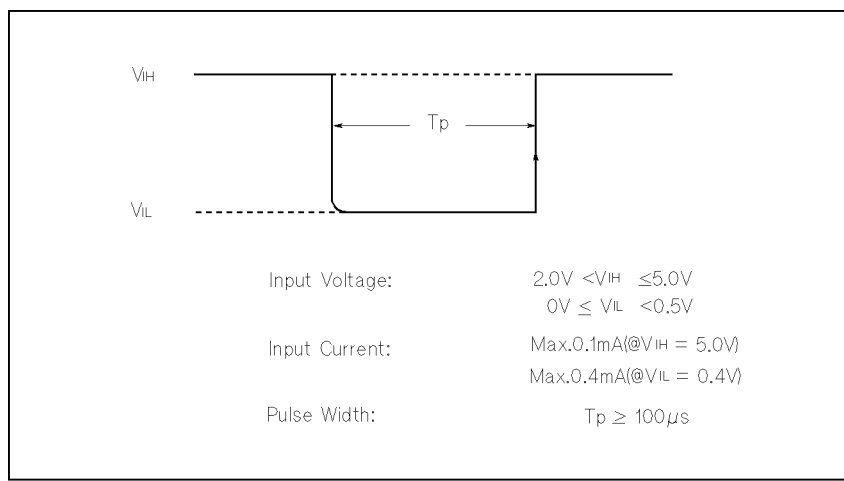 VIH
Tp
VIL
Input Voltage: 2.0V <VIH ≤5.0V
0V ≤ VIL <0.5V
Input Current: Max.0.1mA(@VIH = 5.0V)
Max.0.4mA(@VIL = 0.4V)
Pulse Width: Tp ≥ 100μs